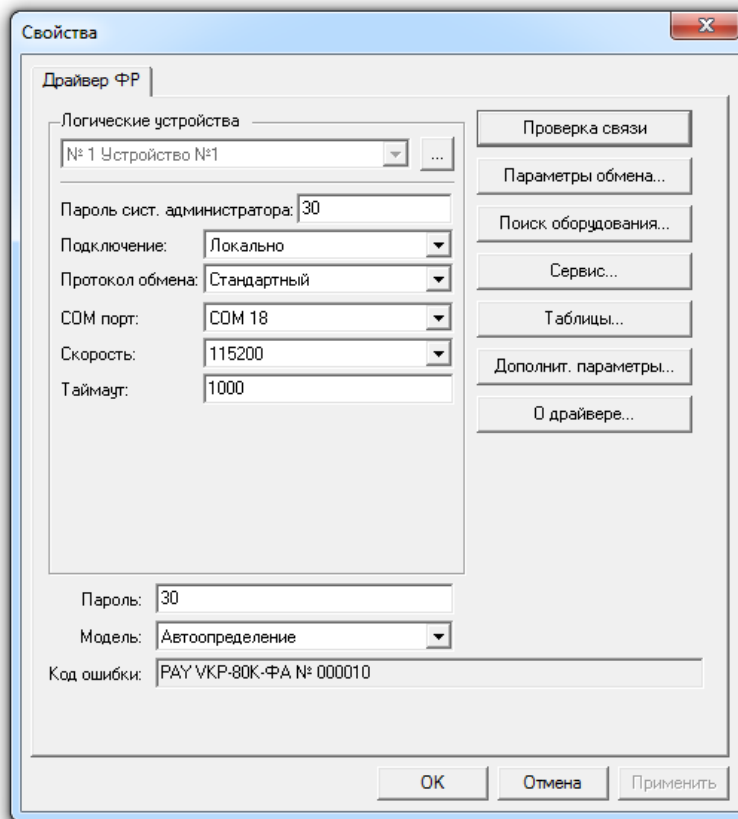 Свойства
Драйвер ФР
Логические устройства
№ 1 Устройство №1
...
Пароль сист. администратора: 30
Подключение: Локально
Протокол обмена: Стандартный
COM порт: COM 18
Скорость: 115200
Таймаут: 1000
Проверка связи
Параметры обмена...
Поиск оборудования...
Сервис...
Таблицы...
Дополнит. параметры...
О драйвере...
Пароль: 30
Модель: Автоопределение
Код ошибки: PAY VKP-80K-ФА № 000010
OK
Отмена
Применить